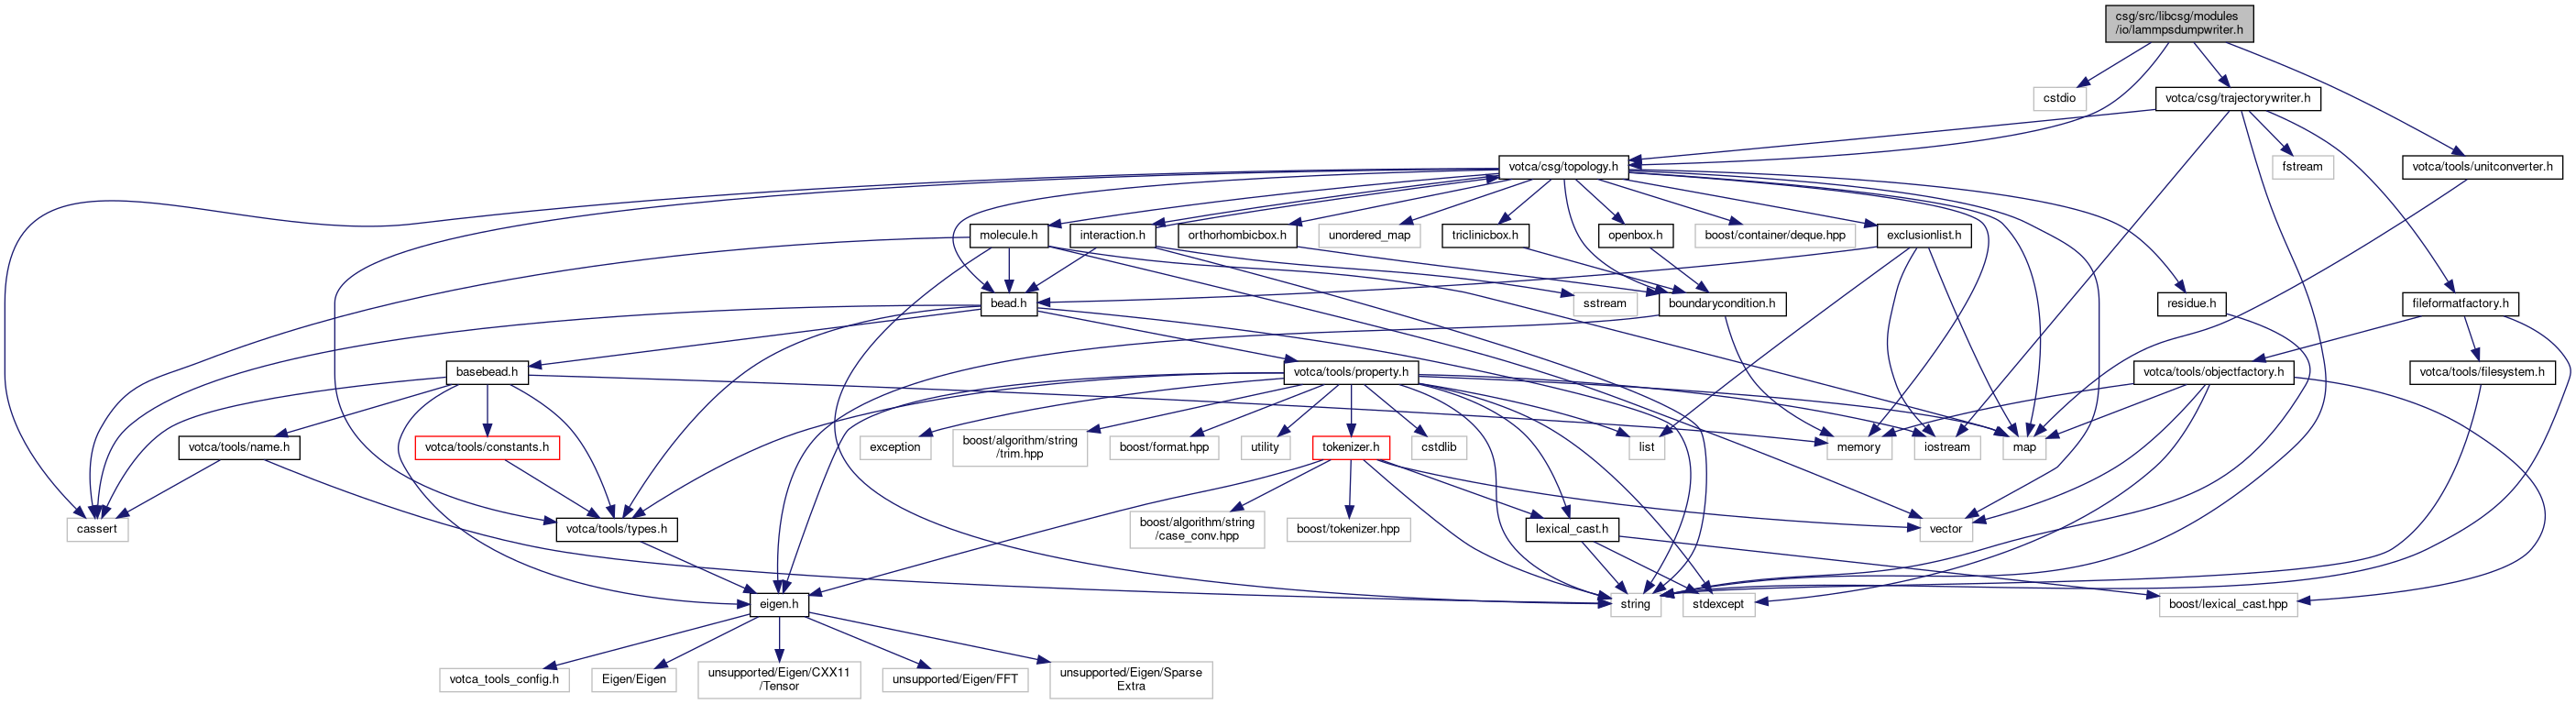 csg/src/libcsg/modules
/io/lammpsdumpwriter.h
cstdio
votca/csg/trajectorywriter.h
votca/csg/topology.h
fstream
votca/tools/unitconverter.h
molecule.h
interaction.h
orthorhombicbox.h
unordered_map
triclinicbox.h
openbox.h
boost/container/deque.hpp
exclusionlist.h
bead.h
sstream
boundarycondition.h
residue.h
fileformatfactory.h
basebead.h
votca/tools/property.h
votca/tools/objectfactory.h
votca/tools/filesystem.h
votca/tools/name.h
votca/tools/constants.h
exception
boost/algorithm/string
/trim.hpp
boost/format.hpp
utility
tokenizer.h
cstdlib
list
memory
iostream
map
cassert
votca/tools/types.h
boost/algorithm/string
/case_conv.hpp
boost/tokenizer.hpp
lexical_cast.h
vector
eigen.h
string
stdexcept
boost/lexical_cast.hpp
votca_tools_config.h
Eigen/Eigen
unsupported/Eigen/CXX11
/Tensor
unsupported/Eigen/FFT
unsupported/Eigen/Sparse
Extra